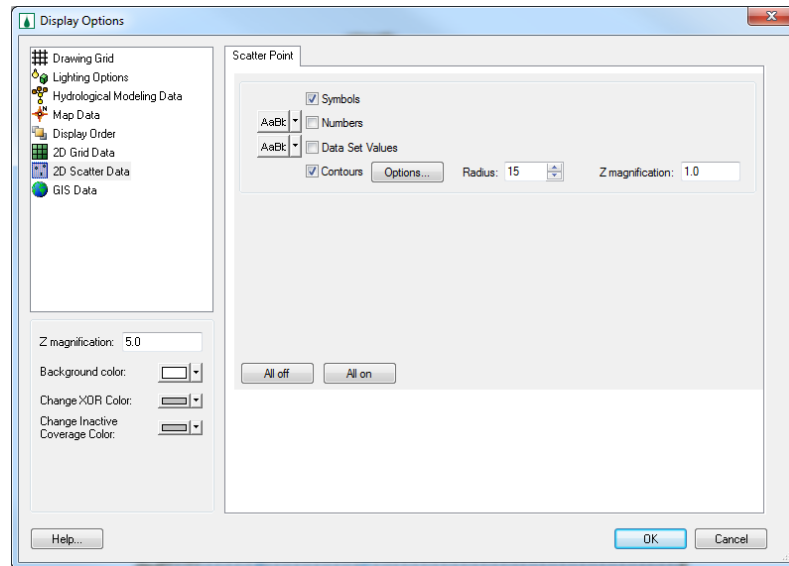 Display Options
Drawing Grid
Lighting Options
Hydrological Modeling Data
Map Data
Display Order
2D Grid Data
2D Scatter Data
GIS Data
Z magnification: 5.0
Background color:
Change XOR Color:
Change Inactive
Coverage Color:
Scatter Point
Symbols
AaBb Numbers
AaBb Data Set Values
Contours Options... Radius: 15 Z magnification: 1.0
All off All on
Help... OK Cancel